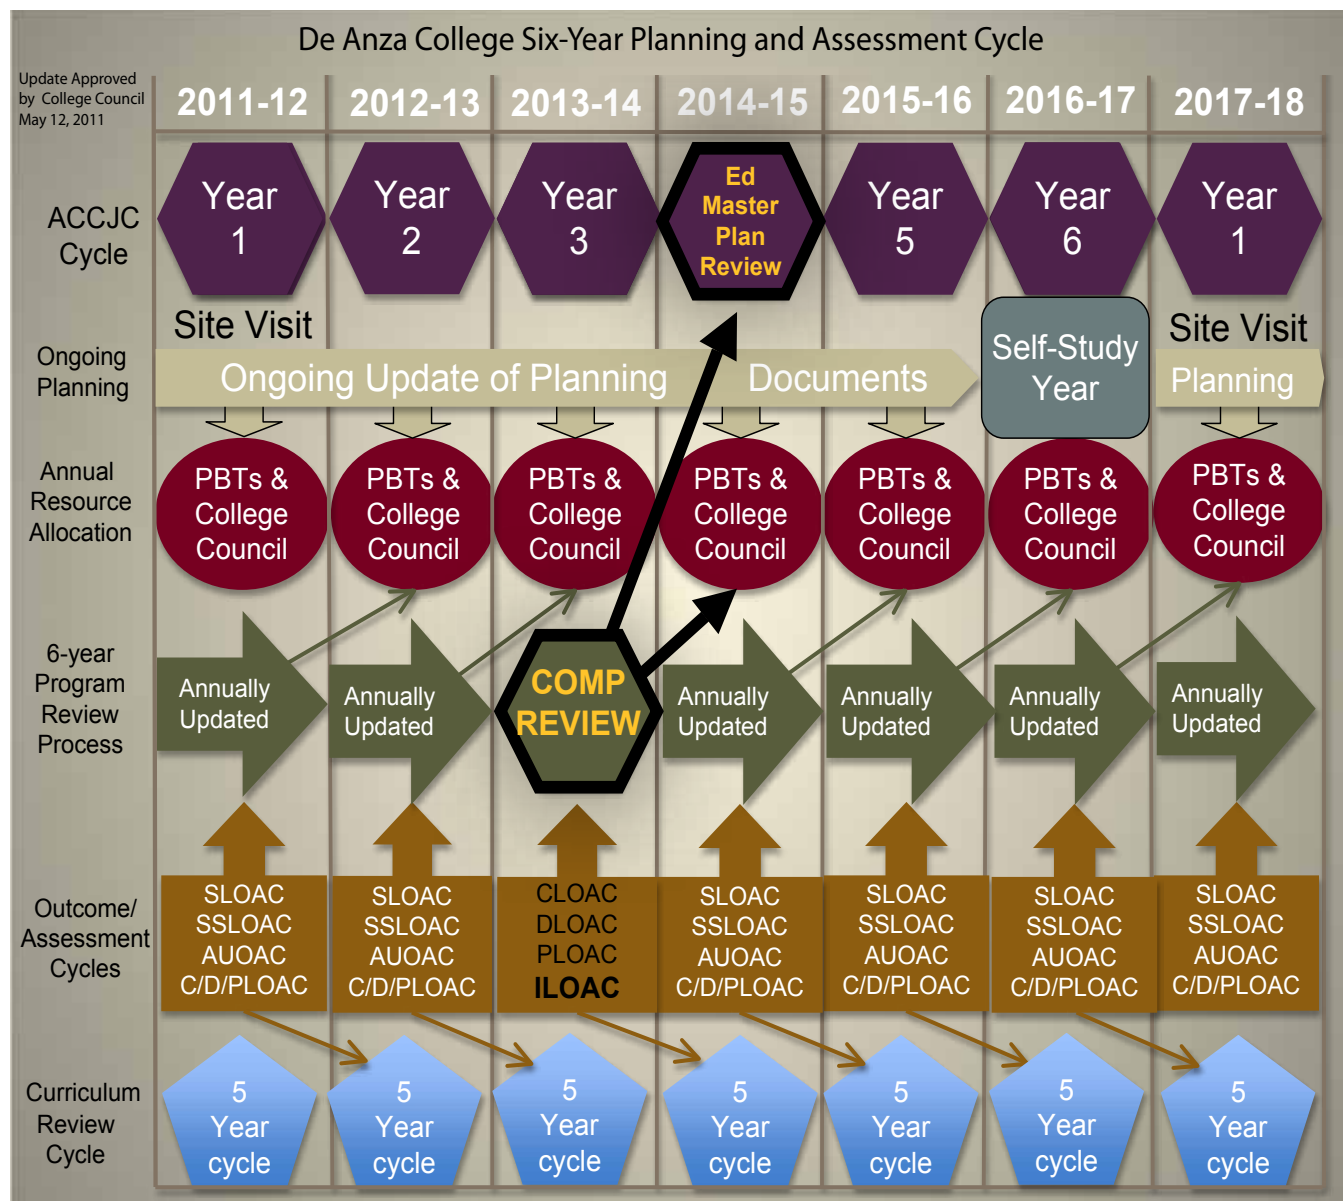 De Anza College Six-Year Planning and Assessment Cycle
Update Approved
by College Council
May 12, 2011
2011-12 2012-13 2013-14 2014-15 2015-16 2016-17 2017-18
ACCJC
Cycle
Year
1
Year
2
Year
3
Ed
Master
Plan
Review
Year
5
Year
6
Year
1
Site Visit
Site Visit
Ongoing
Planning
Ongoing Update of Planning Documents
Self-Study
Year
Planning
Annual
Resource
Allocation
PBTs &
College
Council
PBTs &
College
Council
PBTs &
College
Council
PBTs &
College
Council
PBTs &
College
Council
PBTs &
College
Council
PBTs &
College
Council
6-year
Program
Review
Process
Annually
Updated
Annually
Updated
COMP
REVIEW
Annually
Updated
Annually
Updated
Annually
Updated
Annually
Updated
Outcome/
Assessment
Cycles
SLOAC
SSLOAC
AUOAC
C/D/PLOAC
SLOAC
SSLOAC
AUOAC
C/D/PLOAC
CLOAC
DLOAC
PLOAC
ILOAC
SLOAC
SSLOAC
AUOAC
C/D/PLOAC
SLOAC
SSLOAC
AUOAC
C/D/PLOAC
SLOAC
SSLOAC
AUOAC
C/D/PLOAC
SLOAC
SSLOAC
AUOAC
C/D/PLOAC
Curriculum
Review
Cycle
5
Year
cycle
5
Year
cycle
5
Year
cycle
5
Year
cycle
5
Year
cycle
5
Year
cycle
5
Year
cycle